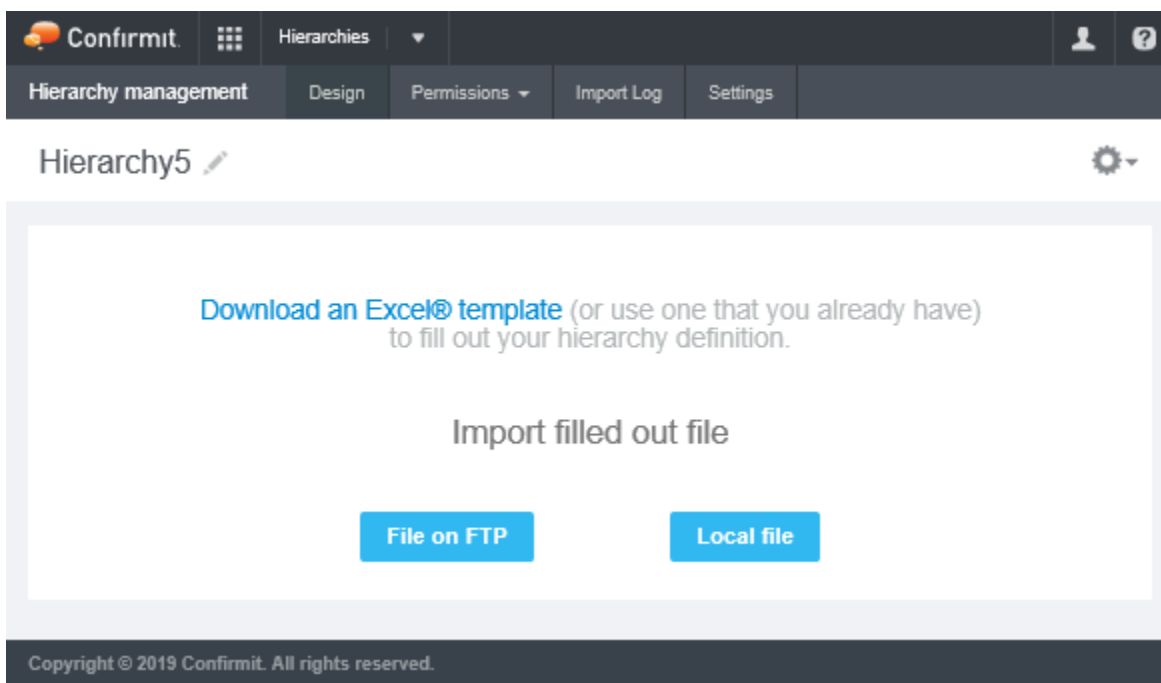 Confirmit.
Hierarchies
Hierarchy management
Design
Permissions
Import Log
Settings
Hierarchy5
Download an Excel® template (or use one that you already have)
to fill out your hierarchy definition.
Import filled out file
File on FTP
Local file
Copyright © 2019 Confirmit. All rights reserved.